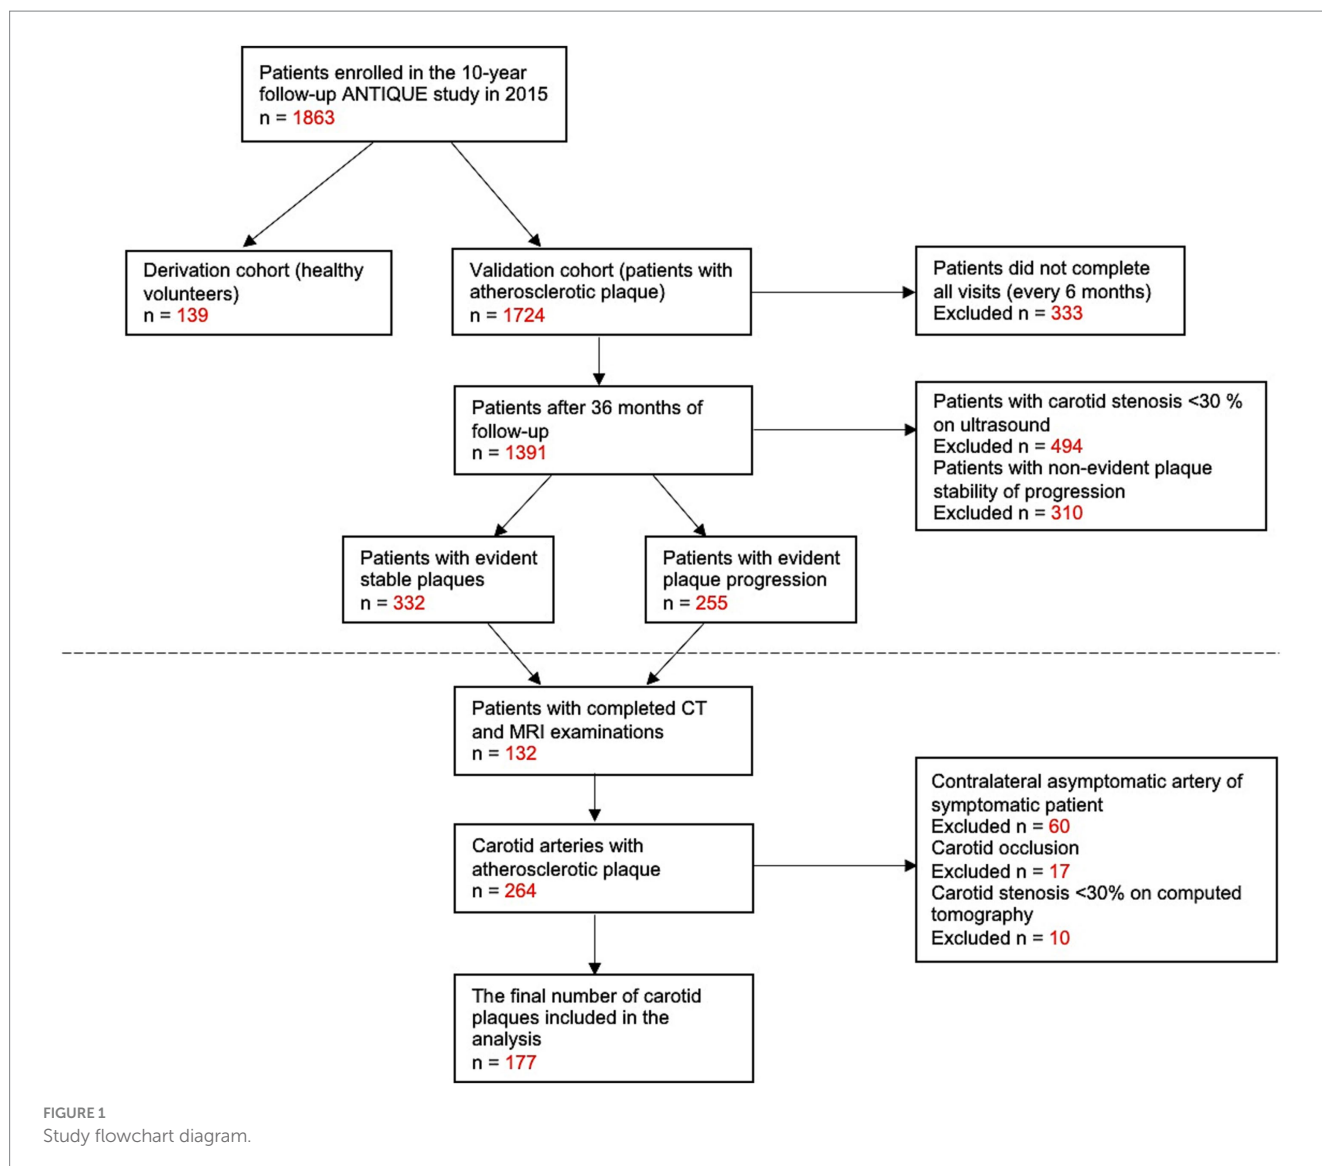 Patients enrolled in the 10-year
follow-up ANTIQUE study in 2015
n = 1863
Derivation cohort (healthy
volunteers)
n = 139
Validation cohort (patients with
atherosclerotic plaque)
n = 1724
Patients did not complete
all visits (every 6 months)
Excluded n = 333
Patients after 36 months of
follow-up
n = 1391
Patients with carotid stenosis <30 %
on ultrasound
Excluded n = 494
Patients with non-evident plaque
stability of progression
Excluded n = 310
Patients with evident
stable plaques
n = 332
Patients with evident
plaque progression
n = 255
Patients with completed CT
and MRI examinations
n = 132
Carotid arteries with
atherosclerotic plaque
n = 264
Contralateral asymptomatic artery of
symptomatic patient
Excluded n = 60
Carotid occlusion
Excluded n = 17
Carotid stenosis <30% on computed
tomography
Excluded n = 10
The final number of carotid
plaques included in the
analysis
n = 177
FIGURE 1
Study flowchart diagram.